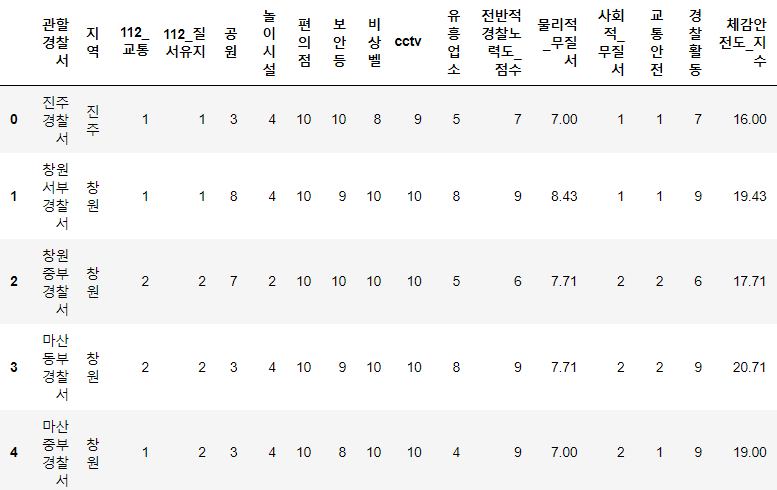 관할경찰서 지역 112_교통 112_질서유지 공원 놀이시설 편의점 보안등 비상벨 cctv 유흥업소 전반적경찰노력도_점수 물리적_무질서 사회적_무질서 교통안전 경찰활동 체감안전도_지수
0 진주경찰서 진주 1 1 3 4 10 10 8 9 5 7 7.00 1 1 7 16.00
1 창원서부경찰서 창원 1 1 8 4 10 9 10 10 8 9 8.43 1 1 9 19.43
2 창원중부경찰서 창원 2 2 7 2 10 10 10 10 5 6 7.71 2 2 6 17.71
3 마산동부경찰서 창원 2 2 3 4 10 9 10 10 8 9 7.71 2 2 9 20.71
4 마산중부경찰서 창원 1 2 3 4 10 8 10 10 4 9 7.00 2 1 9 19.00